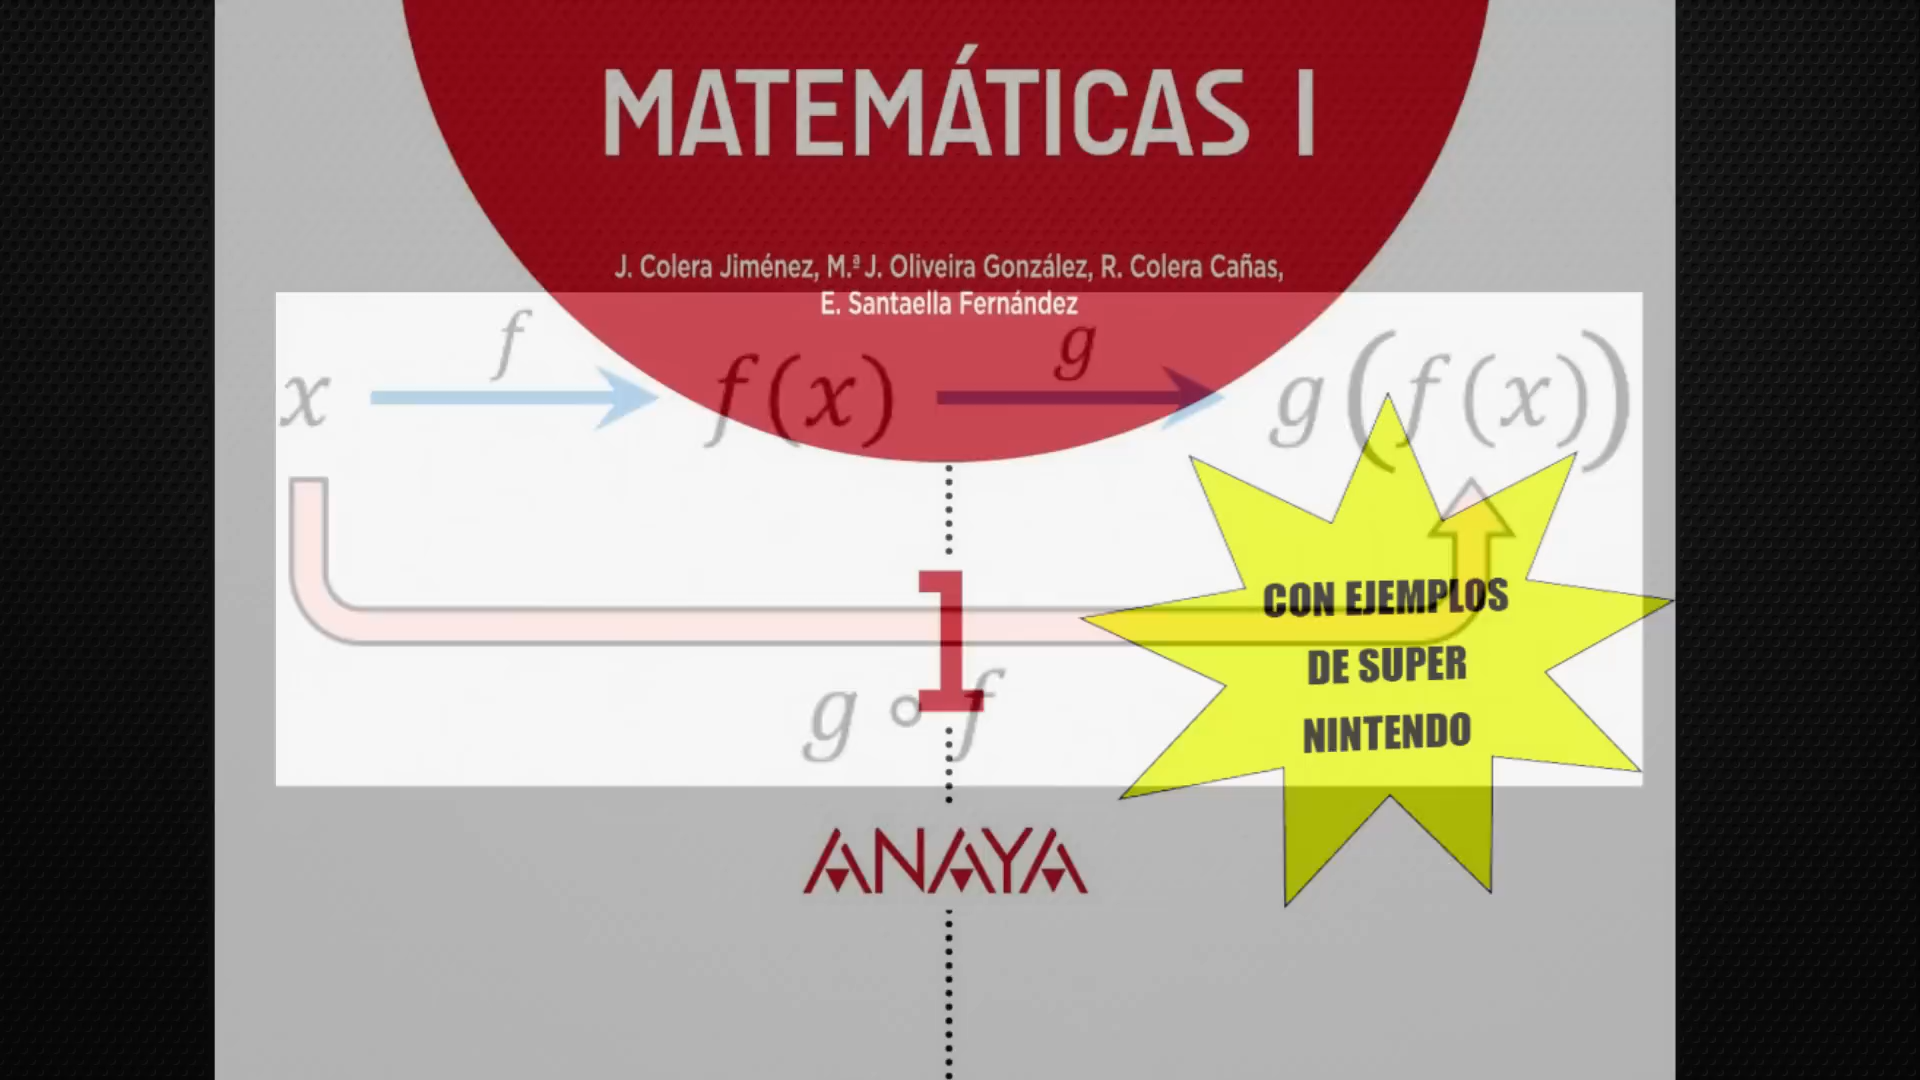 MATEMÁTICAS I
J. Colera Jiménez, M.ª J. Oliveira González, R. Colera Cañas,
E. Santaella Fernández
f
g
x
f(x)
g(f(x))
1
g ∘ f
CON EJEMPLOS
DE SUPER
NINTENDO
ANAYA